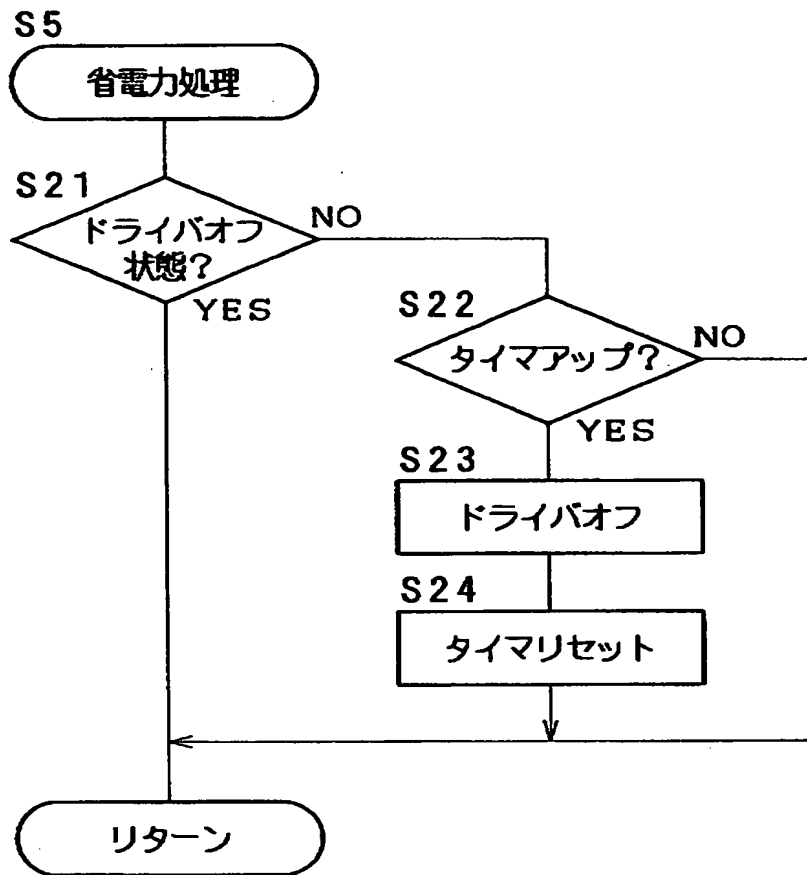 S5
省電力処理
S21
ドライバオフ
状態?
NO
YES
S22
タイマアップ?
NO
YES
S23
ドライバオフ
S24
タイマリセット
リターン